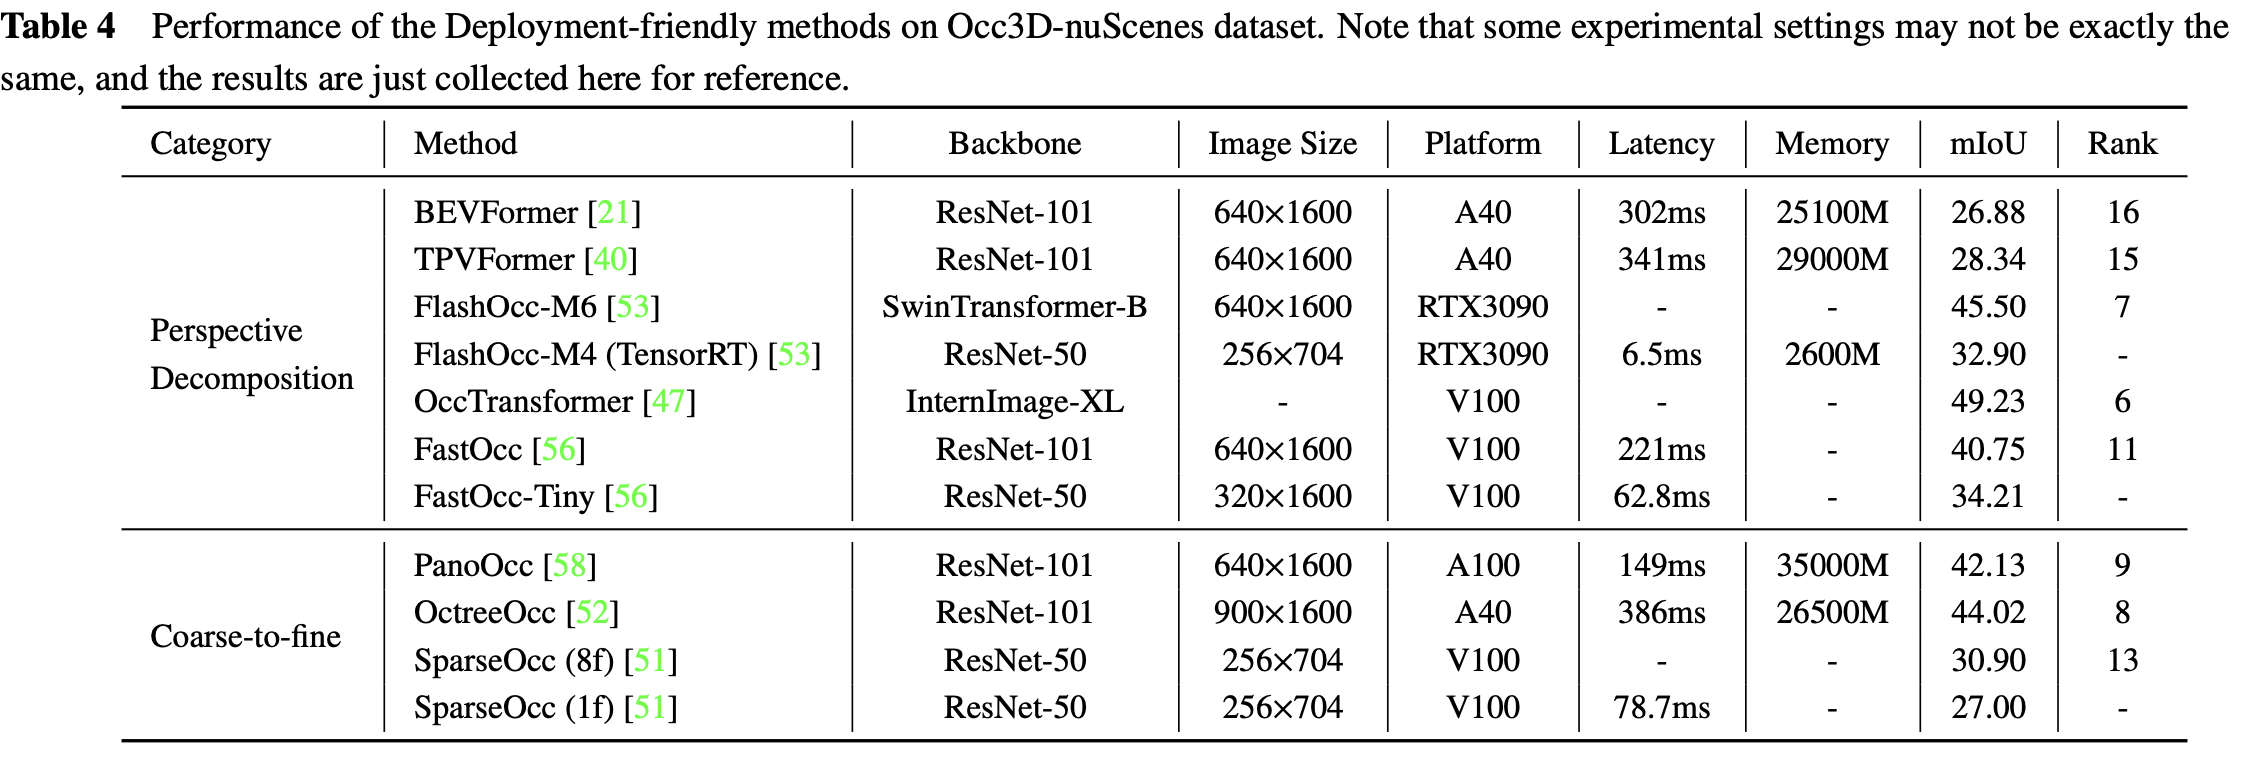 Table 4 Performance of the Deployment-friendly methods on Occ3D-nuScenes dataset. Note that some experimental settings may not be exactly the
same, and the results are just collected here for reference.
Category Method Backbone Image Size Platform Latency Memory mIoU Rank
Perspective Decomposition
BEVFormer [21] ResNet-101 640×1600 A40 302ms 25100M 26.88 16
TPVFormer [40] ResNet-101 640×1600 A40 341ms 29000M 28.34 15
FlashOcc-M6 [53] SwinTransformer-B 640×1600 RTX3090 - - 45.50 7
FlashOcc-M4 (TensorRT) [53] ResNet-50 256×704 RTX3090 6.5ms 2600M 32.90 -
OccTransformer [47] InternImage-XL - V100 - - 49.23 6
FastOcc [56] ResNet-101 640×1600 V100 221ms - 40.75 11
FastOcc-Tiny [56] ResNet-50 320×1600 V100 62.8ms - 34.21 -
Coarse-to-fine
PanoOcc [58] ResNet-101 640×1600 A100 149ms 35000M 42.13 9
OctreeOcc [52] ResNet-101 900×1600 A40 386ms 26500M 44.02 8
SparseOcc (8f) [51] ResNet-50 256×704 V100 - - 30.90 13
SparseOcc (1f) [51] ResNet-50 256×704 V100 78.7ms - 27.00 -